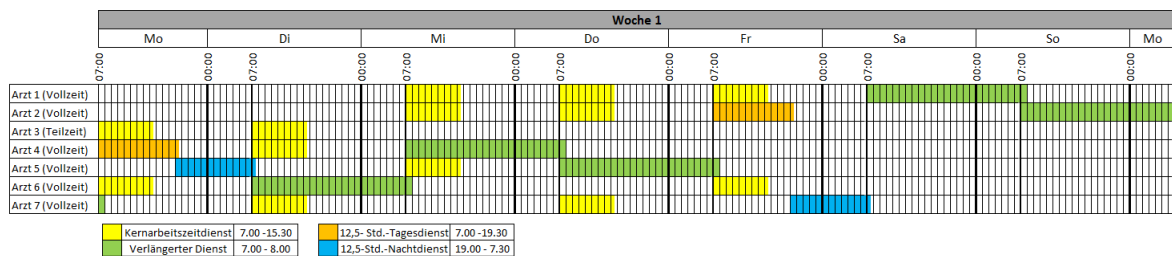 Woche 1
Mo Di Mi Do Fr Sa So Mo
07:00 00:00 07:00 00:00 07:00 00:00 07:00 00:00 07:00 00:00 07:00 00:00 07:00 00:00
Arzt 1 (Vollzeit)
Arzt 2 (Vollzeit)
Arzt 3 (Teilzeit)
Arzt 4 (Vollzeit)
Arzt 5 (Vollzeit)
Arzt 6 (Vollzeit)
Arzt 7 (Vollzeit)
Kernarbeitszeitdienst 7.00 -15.30 12,5- Std.-Tagesdienst 7.00 -19.30
Verlängerter Dienst 7.00 - 8.00 12,5-Std.-Nachtdienst 19.00 - 7.30